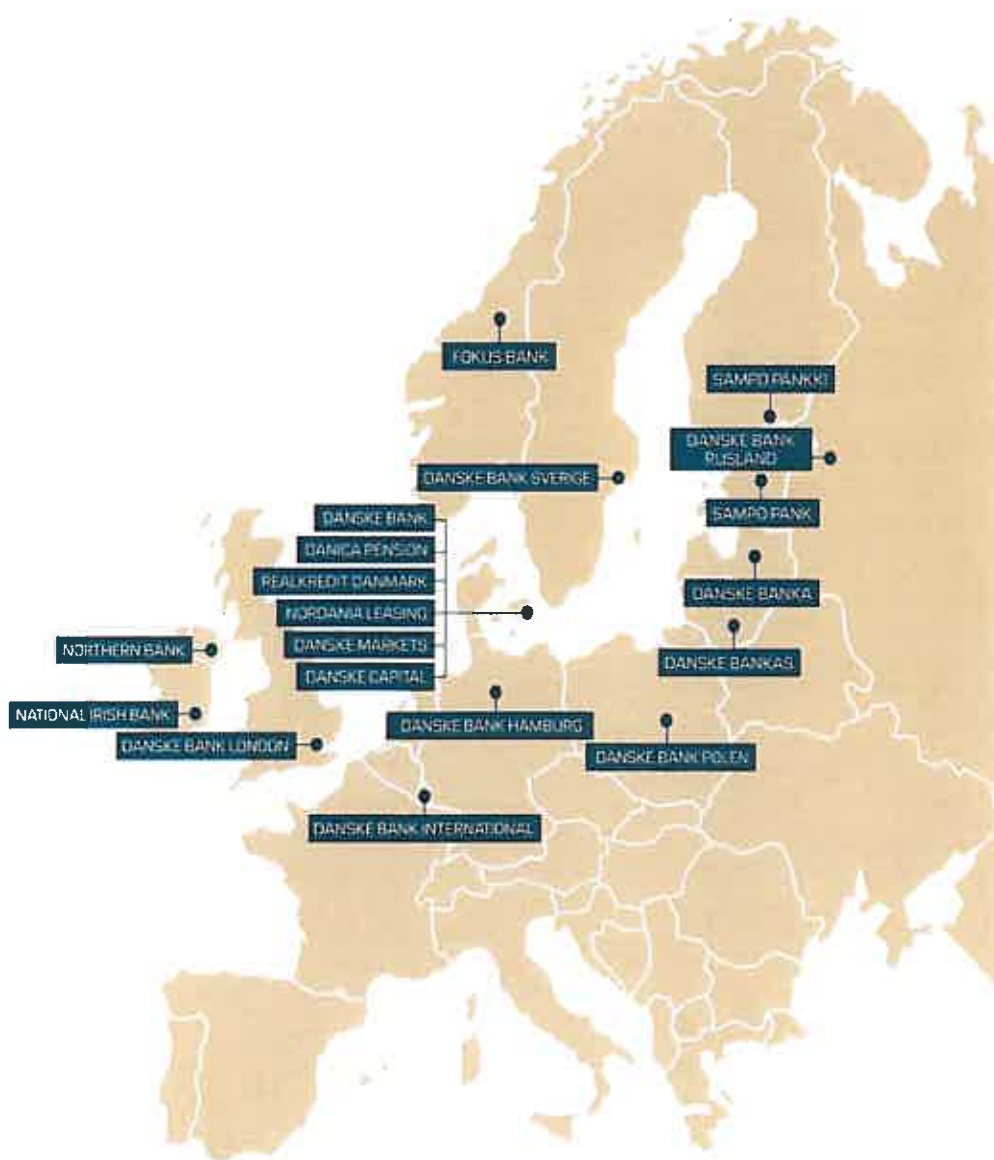 FOKUS BANK
SAMPO PANKKI
DANSKE BANK
RUSLAND
DANSKE BANK SVERIGE
SAMPO PANK
DANSKE BANK
DANICA PENSION
REALKREDIT DANMARK
NORDANIA LEASING
DANSKE MARKETS
DANSKE CAPITAL
DANSKE BANKA
NORTHERN BANK
DANSKE BANKAS
NATIONAL IRISH BANK
DANSKE BANK HAMBURG
DANSKE BANK LONDON
DANSKE BANK POLEN
DANSKE BANK INTERNATIONAL